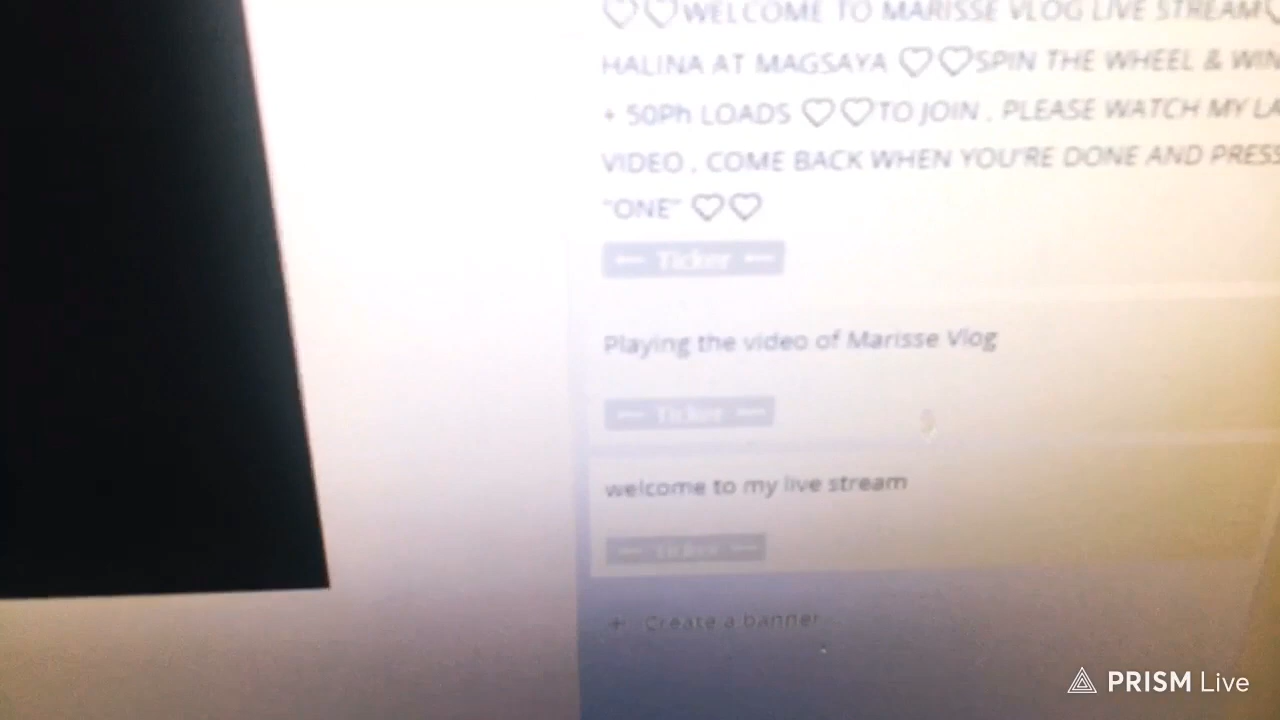 ♡♡WELCOME TO MARISSE VLOG LIVE STREAM♡
HALINA AT MAGSAYA ♡♡SPIN THE WHEEL & WIN
+ 50Ph LOADS ♡♡TO JOIN , PLEASE WATCH MY LA
VIDEO , COME BACK WHEN YOU'RE DONE AND PRESS
"ONE" ♡♡
← Ticker ←
Playing the video of Marisse Vlog
← Ticker ←
welcome to my live stream
← Ticker ←
+ Create a banner
PRISM Live